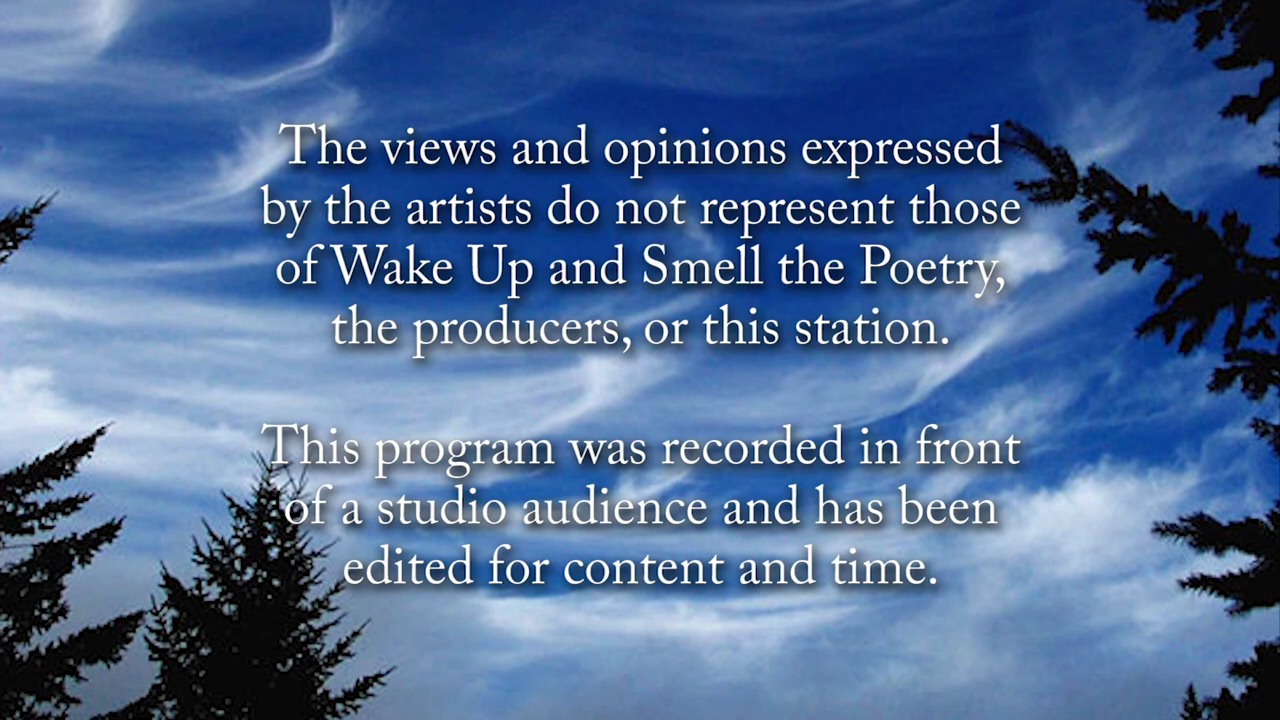 The views and opinions expressed
by the artists do not represent those
of Wake Up and Smell the Poetry,
the producers, or this station.
This program was recorded in front
of a studio audience and has been
edited for content and time.